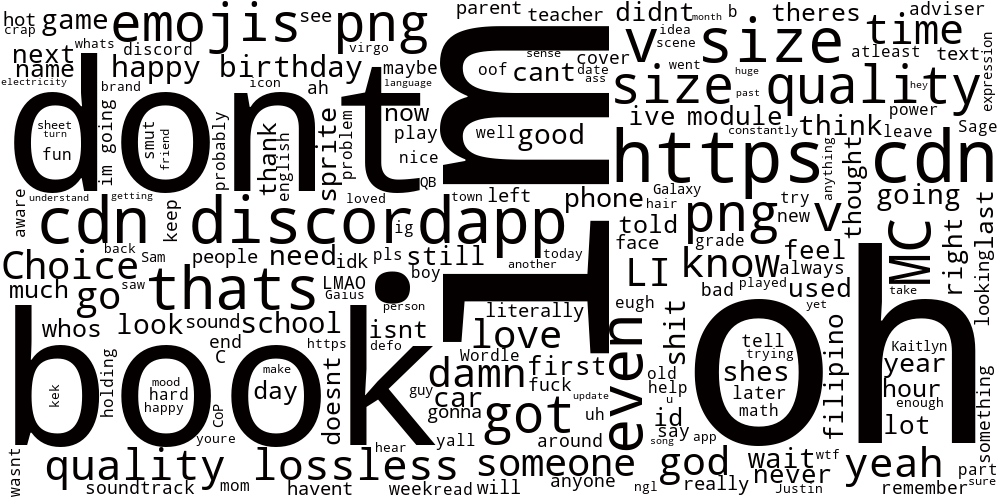 hot
crap
game
emojis
see
png
parent
teacher
didnt
month
b
theres
adviser
whats
next
discord
virgo
sense
cover
v
idea
scene
size
time
atleast
text
expression
name
happy birthday
maybe
oof
cant
date
ass
went
huge
electricity
brand
icon
ah
language
size quality
past
hey
dont
sheet
turn
fun
im going
smut
friend
probably
thank
english
sprite
problem
now
play
nice
m
well
good
ive module
constantly
think
power
leave
Sage
https
anything
cdn
QB
aware
understand
getting
loved
town
left
phone
Galaxy
hair
try
new
v
thought
going
cdn discordapp
keep
ig
told
face
png
grade
MC
right
lookinglast
Choice
back
Sam
people
need
idk
pls
still
today
another
boy
I
LI
know
feel
always
much
go
saw
thats
LMAO
Gaius
person
eugh
bad
played
used
take
yet
whos
look
sound
school
isnt
literally
love
shit
oh
tell
trying
shes
later
math
filipino
Kaitlyn
year
hour
enough
lot
something
book
end
C
https
defo
Wordle
damn
first
even
old
help
u
kek
holding
mood
hard
happy
CoP
make
day
doesnt
guy
car
fuck
update
gonna
got
uh
id
say
app
song
youre
hear
yall
around
wasnt
quality lossless
someone
god
wait
wtf
never
yeah
part
sure
soundtrack
mom
havent
weekread
will
anyone
ngl
really
Justin
remember